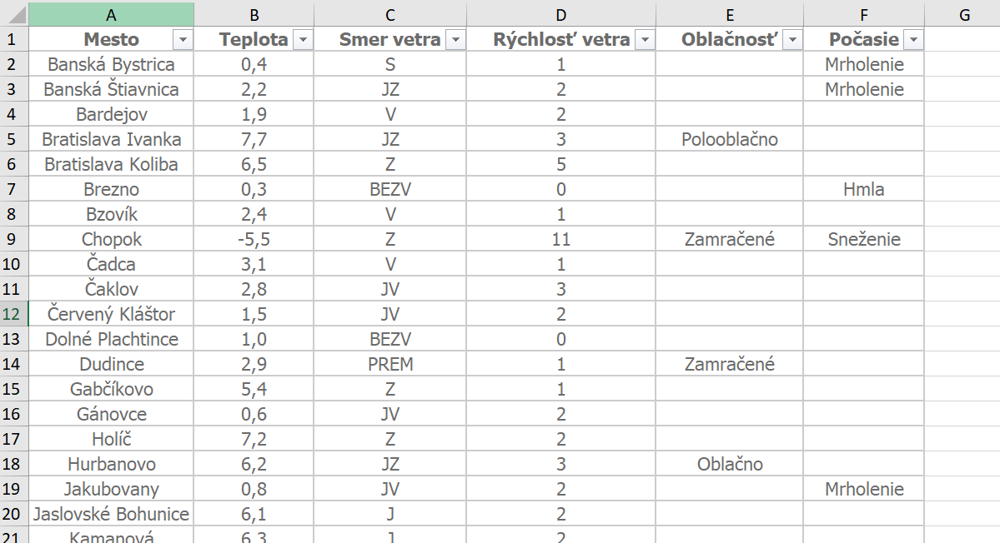 A B C D E F G
1 Mesto Teplota Smer vetra Rýchlosť vetra Oblačnosť Počasie
2 Banská Bystrica 0,4 S 1 Mrholenie
3 Banská Štiavnica 2,2 JZ 2 Mrholenie
4 Bardejov 1,9 V 2
5 Bratislava Ivanka 7,7 JZ 3 Polooblačno
6 Bratislava Koliba 6,5 Z 5
7 Brezno 0,3 BEZV 0 Hmla
8 Bzovík 2,4 V 1
9 Chopok -5,5 Z 11 Zamračené Sneženie
10 Čadca 3,1 V 1
11 Čaklov 2,8 JV 3
12 Červený Kláštor 1,5 JV 2
13 Dolné Plachtince 1,0 BEZV 0
14 Dudince 2,9 PREM 1 Zamračené
15 Gabčíkovo 5,4 Z 1
16 Gánovce 0,6 JV 2
17 Holíč 7,2 Z 2
18 Hurbanovo 6,2 JZ 3 Oblačno
19 Jakubovany 0,8 JV 2 Mrholenie
20 Jaslovské Bohunice 6,1 J 2
21 Kamanová 6,3 J 2